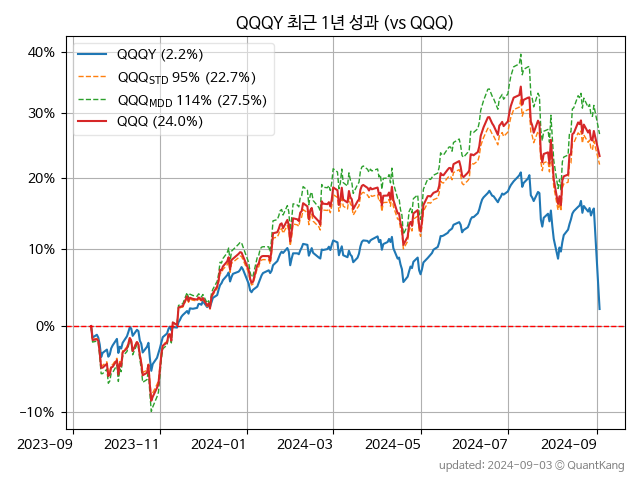 QQQY 최근 1년 성과 (vs QQQ)
QQQY (2.2%)
QQQSTD 95% (22.7%)
QQQMDD 114% (27.5%)
QQQ (24.0%)
40%
30%
20%
10%
0%
−10%
2023-09 2023-11 2024-01 2024-03 2024-05 2024-07 2024-09
updated: 2024-09-03 © QuantKang